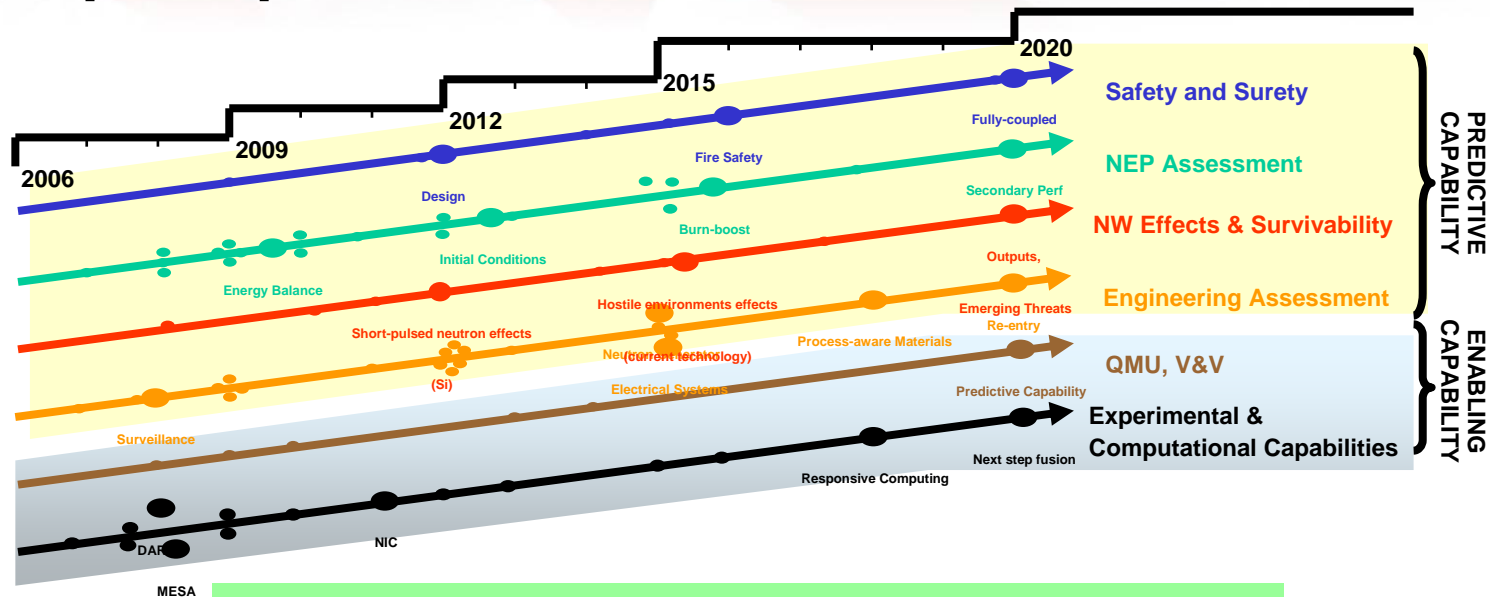 2020
2015
2012
2009
2006
Safety and Surety
Fully-coupled
Fire Safety
Design
NEP Assessment
Secondary Perf
Burn-boost
Initial Conditions
Energy Balance
NW Effects & Survivability
Outputs,
Emerging Threats
Hostile environments effects
(current technology)
Short-pulsed neutron effects
(Si)
Engineering Assessment
Re-entry
Process-aware Materials
Electrical Systems
Surveillance
QMU, V&V
Predictive Capability
Experimental &
Computational Capabilities
Next step fusion
Responsive Computing
NIC
MESA
PREDICTIVE
CAPABILITY
ENABLING
CAPABILITY